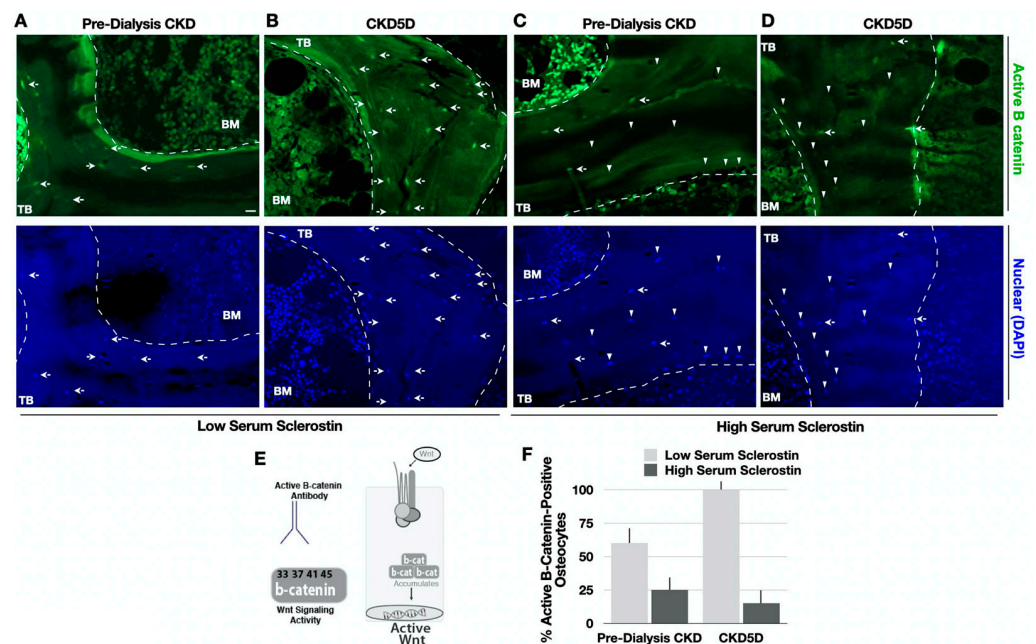 A
Pre-Dialysis CKD
B
CKD5D
C
Pre-Dialysis CKD
D
CKD5D
BM
TB
TB
BM
BM
TB
TB
BM
Active B catenin
BM
TB
TB
BM
BM
TB
TB
BM
Nuclear (DAPI)
Low Serum Sclerostin
High Serum Sclerostin
E
Active B-catenin
Antibody
33 37 41 45
b-catenin
Wnt Signaling
Activity
Wnt
b-cat
b-cat b-cat
Accumulates
Active
Wnt
F
Low Serum Sclerostin
High Serum Sclerostin
% Active B-Catenin-Positive
Osteocytes
100
75
50
25
0
Pre-Dialysis CKD
CKD5D